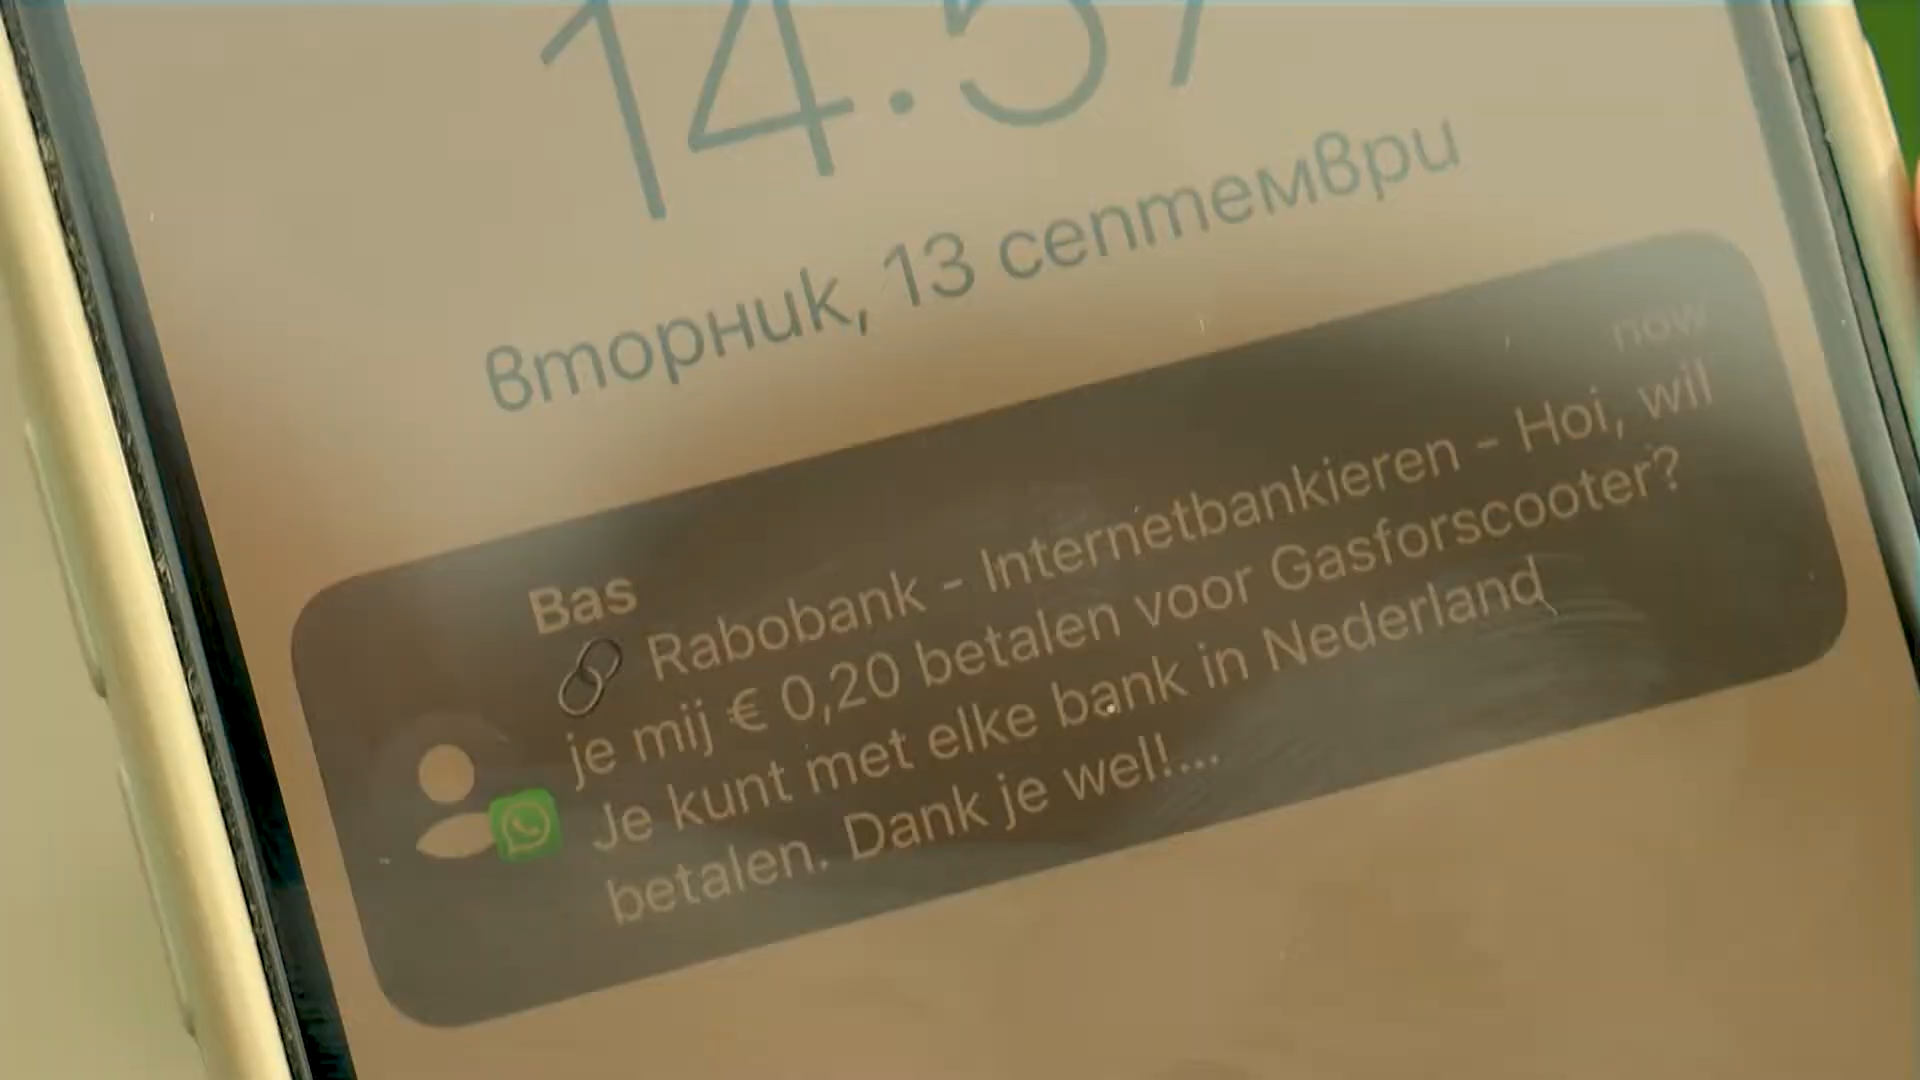 14:57
вторник, 13 септември
now
Bas
Rabobank - Internetbankieren - Hoi, wil
je mij € 0,20 betalen voor Gasforscooter?
Je kunt met elke bank in Nederland
betalen. Dank je wel!...